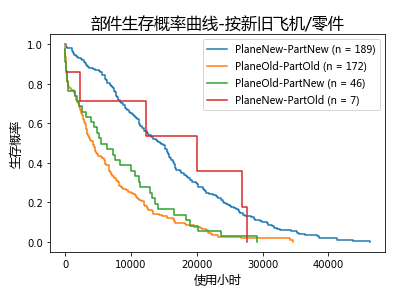 部件生存概率曲线-按新旧飞机/零件
PlaneNew-PartNew (n = 189)
PlaneOld-PartOld (n = 172)
PlaneOld-PartNew (n = 46)
PlaneNew-PartOld (n = 7)
生存概率
1.0
0.8
0.6
0.4
0.2
0.0
0 10000 20000 30000 40000
使用小时